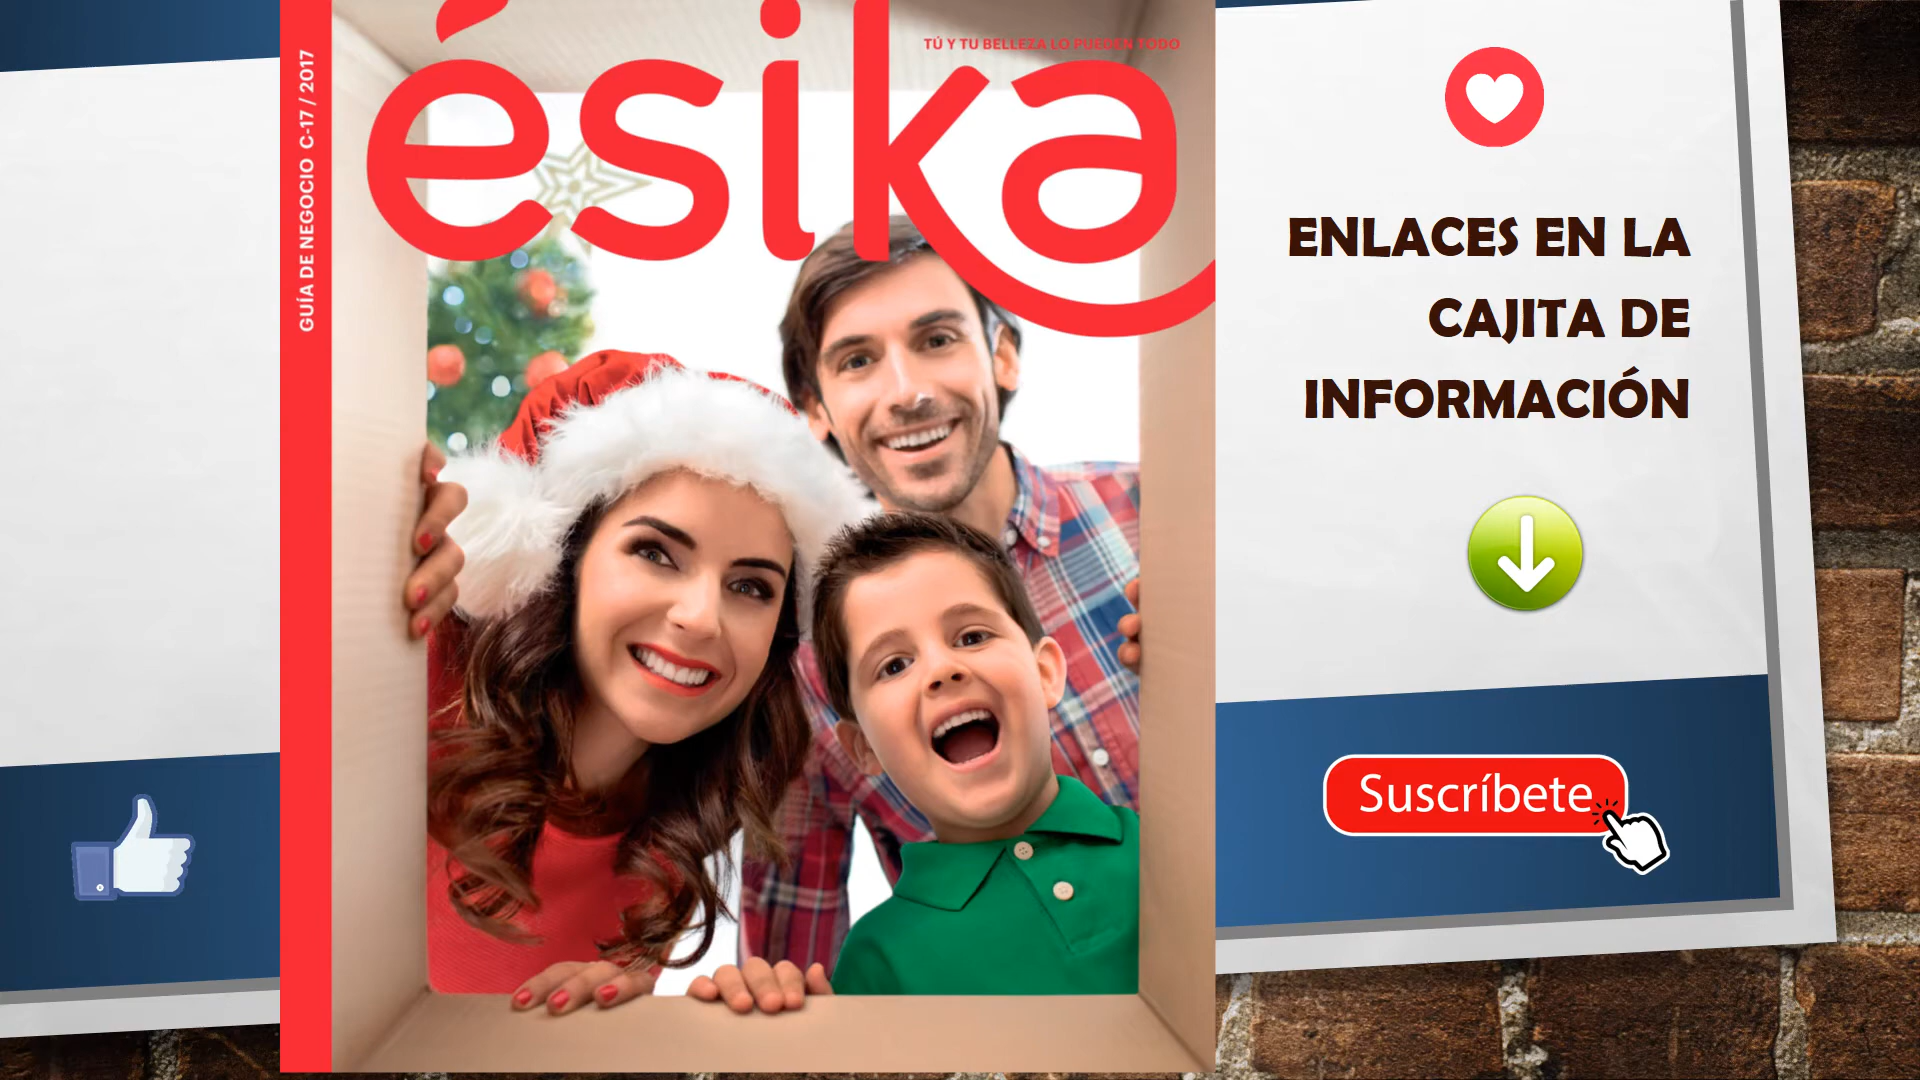 GUÍA DE NEGOCIO C-17 / 2017
TÚ Y TU BELLEZA LO PUEDEN TODO
ésika
ENLACES EN LA
CAJITA DE
INFORMACIÓN
Suscríbete